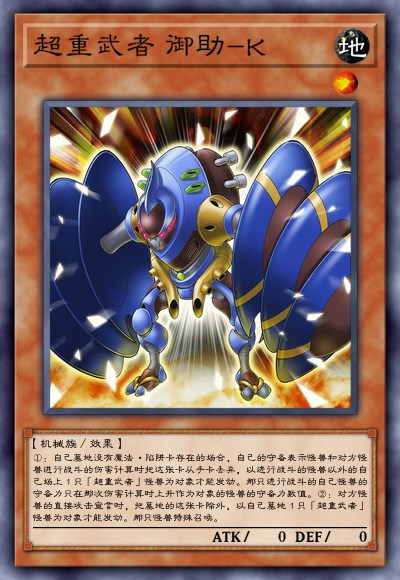 超重武者 御助-K
地
【机械族/效果】
①：自己墓地没有魔法·陷阱卡存在的场合，自己的守备表示怪兽和对方怪
兽进行战斗的伤害计算时把这张卡从手卡丢弃，以进行战斗的怪兽以外的自
己场上1只「超重武者」怪兽为对象才能发动。那只进行战斗的自己怪兽的
守备力只在那次伤害计算时上升作为对象的怪兽的守备力数值。②：对方怪
兽的直接攻击宣言时，把墓地的这张卡除外，以自己墓地1只「超重武者」
怪兽为对象才能发动。那只怪兽特殊召唤。
ATK/ 0 DEF/ 0